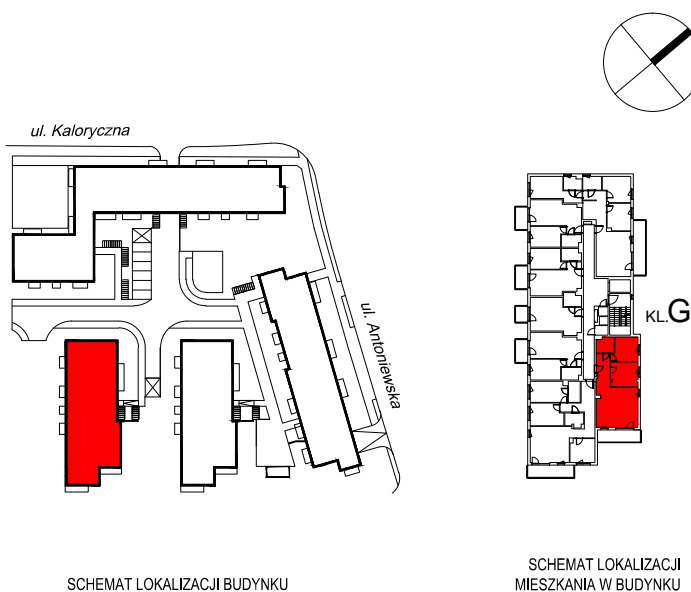 ul. Kaloryczna
ul. Antoniewska
KL.G
SCHEMAT LOKALIZACJI BUDYNKU
SCHEMAT LOKALIZACJI
MIESZKANIA W BUDYNKU